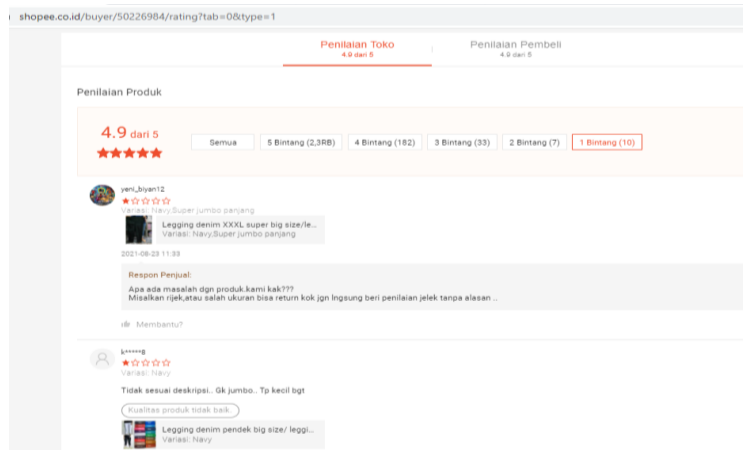 shopee.co.id/buyer/50226984/rating?tab=0&type=1
Penilaian Toko
4.9 dari 5
Penilaian Pembeli
4.9 dari 5
Penilaian Produk
4.9 dari 5
Semua
5 Bintang (2,3RB)
4 Bintang (182)
3 Bintang (33)
2 Bintang (7)
1 Bintang (10)
yeni_biyan12
Variasi: Navy,Super jumbo panjang
Legging denim XXXL super big size/le...
Variasi: Navy,Super jumbo panjang
2021-08-23 11:33
Respon Penjual:
Apa ada masalah dgn produk.kami kak???
Misalkan rijek,atau salah ukuran bisa return kok jgn lngsung beri penilaian jelek tanpa alasan ..
Membantu?
k*****8
Variasi: Navy
Tidak sesuai deskripsi.. Gk jumbo.. Tp kecil bgt
Kualitas produk tidak baik.
Legging denim pendek big size/ leggi...
Variasi: Navy